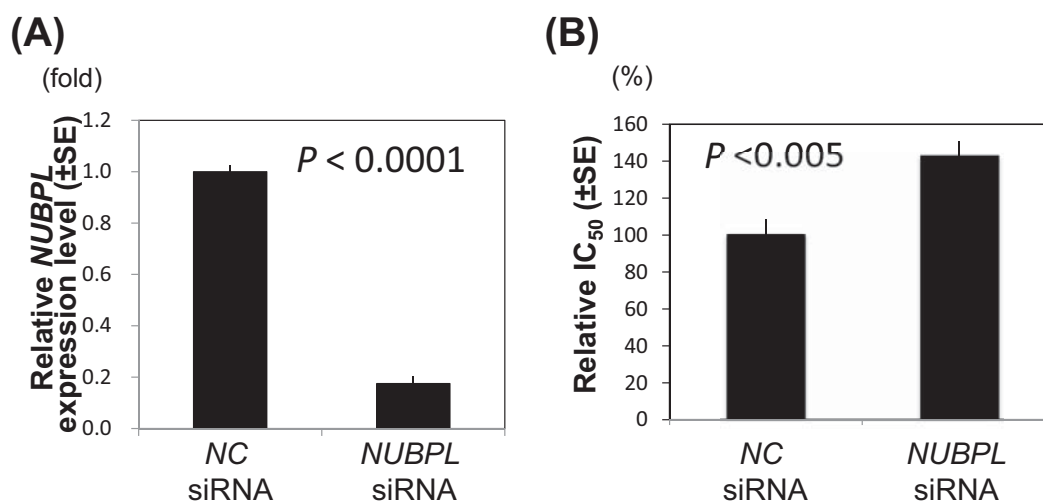 (A)
(fold)
Relative NUBPL
expression level (±SE)
1.2
1.0
0.8
0.6
0.4
0.2
0.0
P < 0.0001
NC
siRNA
NUBPL
siRNA
(B)
(%)
Relative IC50 (±SE)
160
140
120
100
80
60
40
20
0
P <0.005
NC
siRNA
NUBPL
siRNA